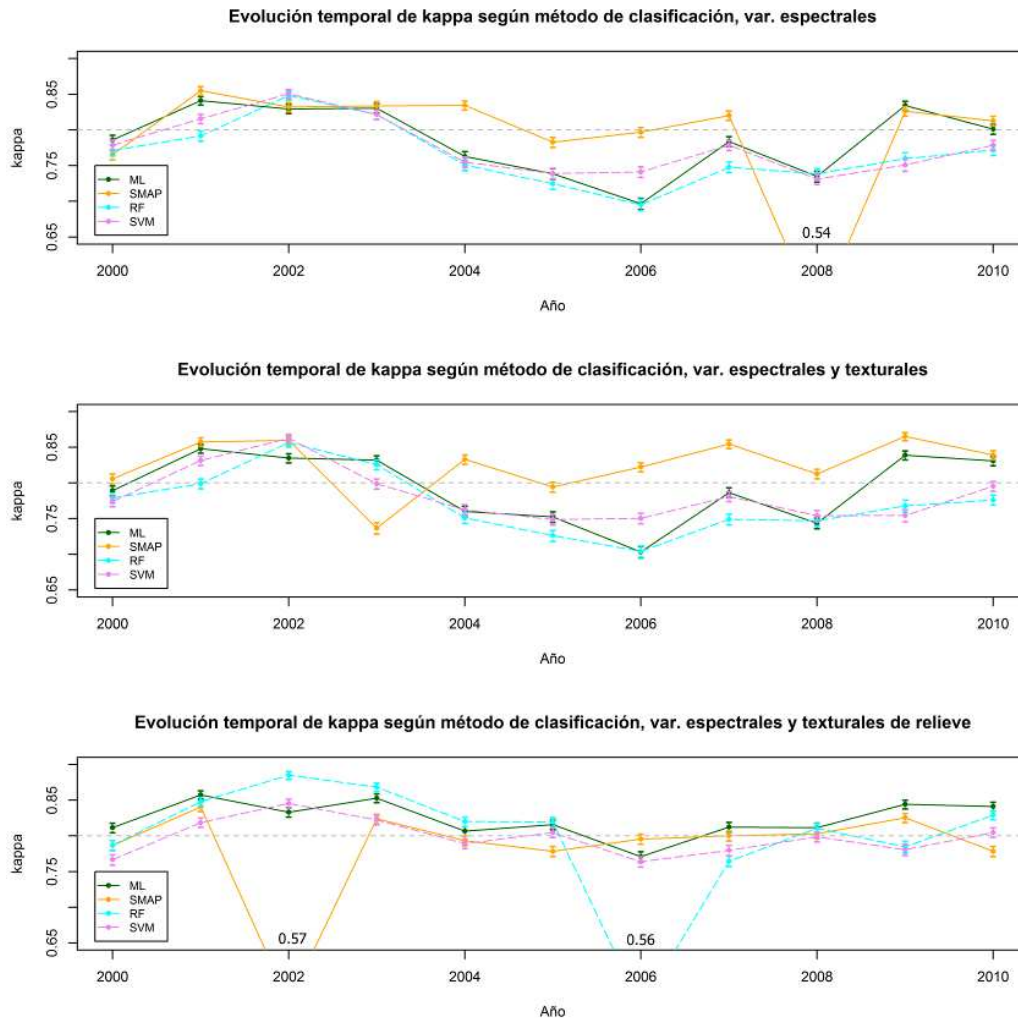 Evolución temporal de kappa según método de clasificación, var. espectrales
kappa
0.85
0.75
0.65
ML
SMAP
RF
SVM
0.54
2000 2002 2004 2006 2008 2010
Año
Evolución temporal de kappa según método de clasificación, var. espectrales y texturales
kappa
0.85
0.75
0.65
ML
SMAP
RF
SVM
2000 2002 2004 2006 2008 2010
Año
Evolución temporal de kappa según método de clasificación, var. espectrales y texturales de relieve
kappa
0.85
0.75
0.65
ML
SMAP
RF
SVM
0.57 0.56
2000 2002 2004 2006 2008 2010
Año